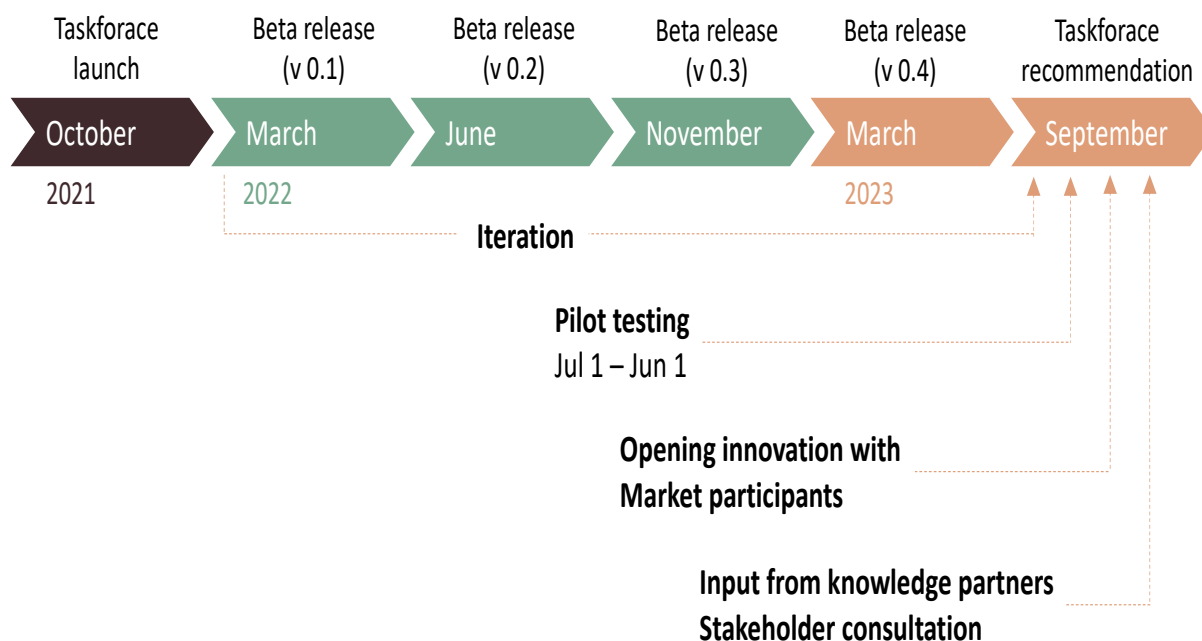 Taskforace
launch
Beta release
(v 0.1)
Beta release
(v 0.2)
Beta release
(v 0.3)
Beta release
(v 0.4)
Taskforace
recommendation
October
March
June
November
March
September
2021
2022
2023
Iteration
Pilot testing
Jul 1 – Jun 1
Opening innovation with
Market participants
Input from knowledge partners
Stakeholder consultation